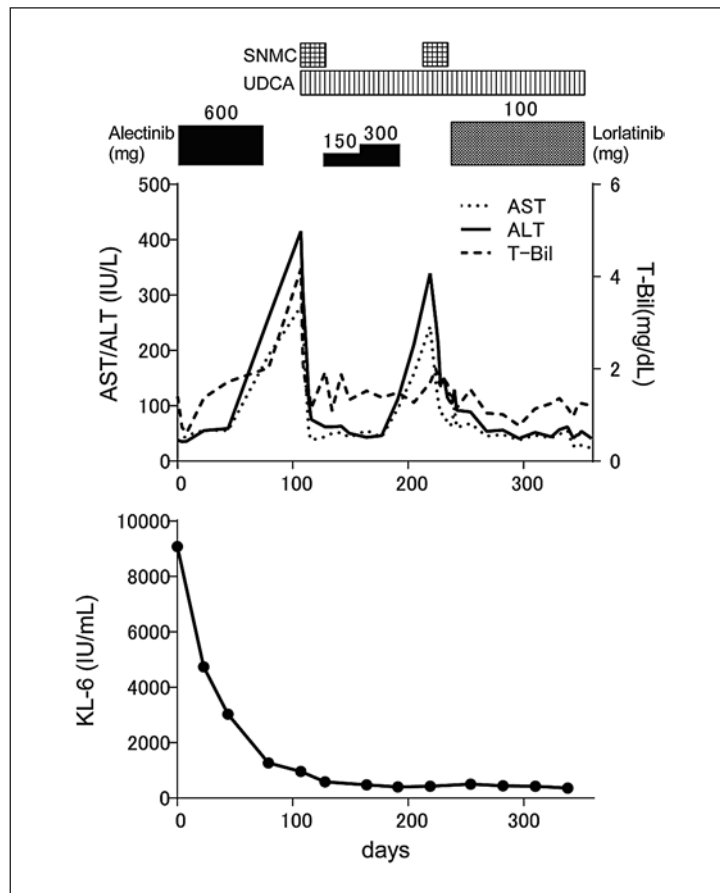 SNMC
UDCA
600
100
Alectinib
(mg)
150
300
Lorlatinib
(mg)
500
400
300
200
100
0
AST/ALT (IU/L)
AST
ALT
T-Bil
6
4
2
0
T-Bil(mg/dL)
0
100
200
300
10000
8000
6000
4000
2000
0
KL-6 (IU/mL)
0
100
200
300
days